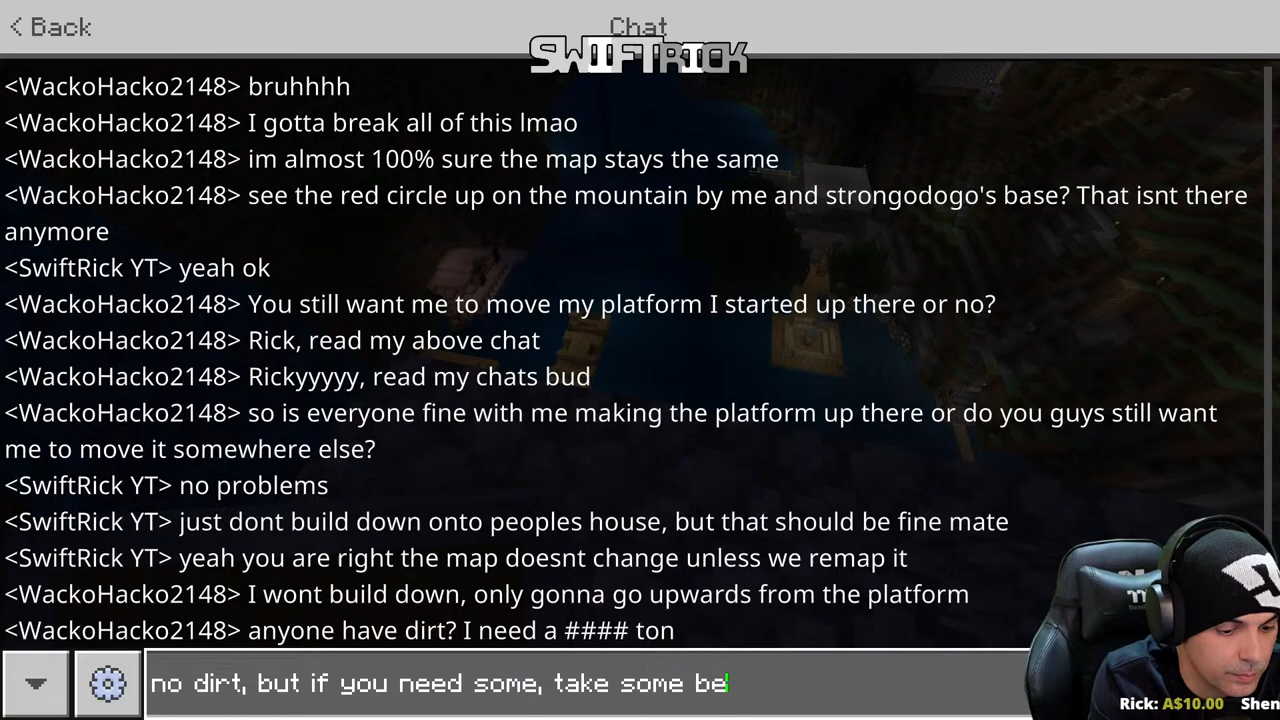 Back
Chat
SWIFTRICK
<WackoHacko2148> bruhhhh
<WackoHacko2148> I gotta break all of this lmao
<WackoHacko2148> im almost 100% sure the map stays the same
<WackoHacko2148> see the red circle up on the mountain by me and strongodogo's base? That isnt there
anymore
<SwiftRick YT> yeah ok
<WackoHacko2148> You still want me to move my platform I started up there or no?
<WackoHacko2148> Rick, read my above chat
<WackoHacko2148> Rickyyyyy, read my chats bud
<WackoHacko2148> so is everyone fine with me making the platform up there or do you guys still want
me to move it somewhere else?
<SwiftRick YT> no problems
<SwiftRick YT> just dont build down onto peoples house, but that should be fine mate
<SwiftRick YT> yeah you are right the map doesnt change unless we remap it
<WackoHacko2148> I wont build down, only gonna go upwards from the platform
<WackoHacko2148> anyone have dirt? I need a #### ton
no dirt, but if you need some, take some be
Rick: A$10.00 Shen